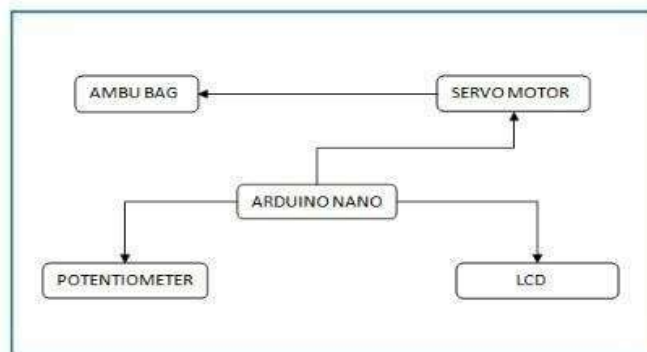 AMBU BAG
SERVO MOTOR
ARDUINO NANO
POTENTIOMETER
LCD